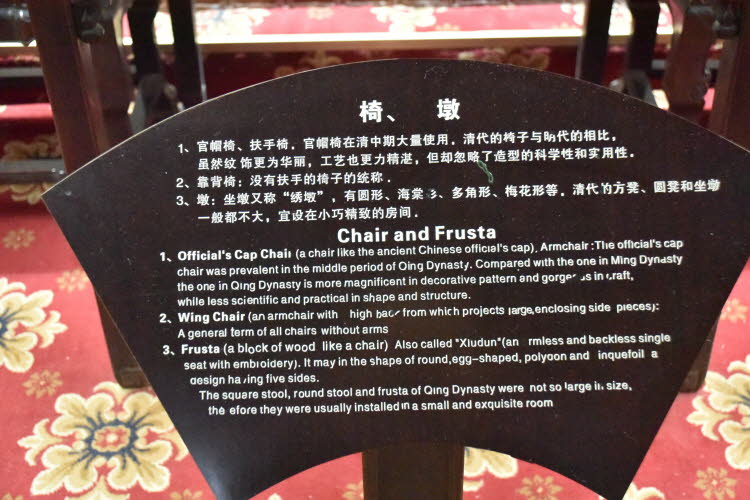 椅、 墩
1、官帽椅、扶手椅。官帽椅在清中期大量使用。清代的椅子与明代的相比，
虽然纹饰更为华丽，工艺也更为精湛，但却忽略了造型的科学性和实用性。
2、靠背椅：没有扶手的椅子的统称。
3、墩：坐墩又称“绣墩”，有圆形、海棠 、多角形、梅花形等。清代的方凳、圆凳和坐墩
一般都不大，宜设在小巧精致的房间。
Chair and Frusta
1、Official's Cap Chair (a chair like the ancient Chinese official's cap), Armchair :The official's cap
chair was prevalent in the middle period of Qing Dynasty. Compared with the one in Ming Dynasty
the one in Qing Dynasty is more magnificent in decorative pattern and gorge us in craft,
while less scientific and practical in shape and structure.
2、Wing Chair (an armchair with high back from which projects large,enclosing side pieces):
A general term of all chairs without arms
3、Frusta (a block of wood like a chair) Also called "Xiudun"(an rmless and backless single
seat with embroidery). It may in the shape of round,egg-shaped, polygon and inquefoil a
design having five sides.
The square stool, round stool and frusta of Qing Dynasty were not so large in size,
the efore they were usually installed in a small and exquisite room